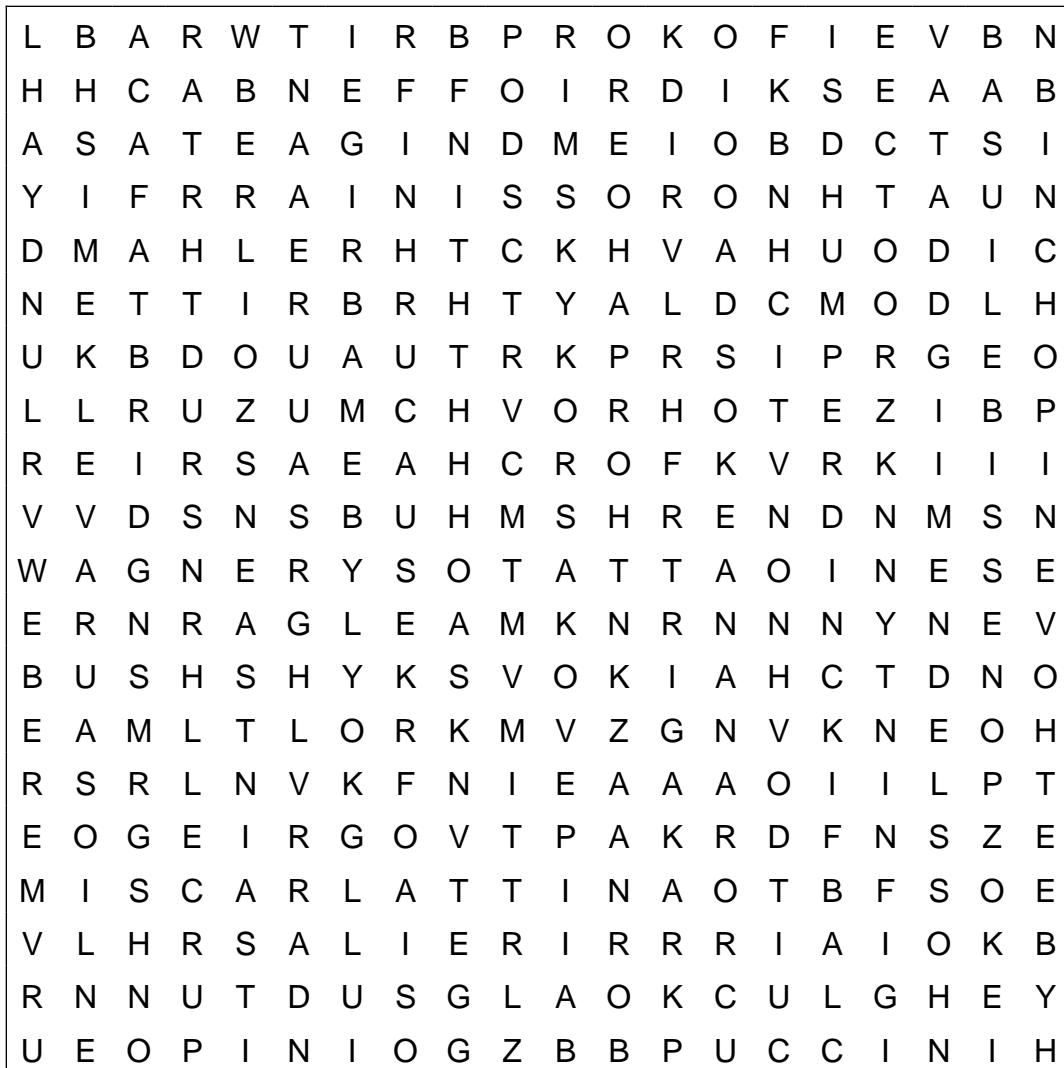 L B A R W T I R B P R O K O F I E V B N
H H C A B N E F F O I R D I K S E A A B
A S A T E A G I N D M E I O B D C T S I
Y I F R R A I N I S S O R O N H T A U N
D M A H L E R H T C K H V A H U O D I C
N E T T I R B R H T Y A L D C M O D L H
U K B D O U A U T R K P R S I P R G E O
L L R U Z U M C H V O R H O T E Z I B P
R E I R S A E A H C R O F K V R K I I I
V V D S N S B U H M S H R E N D N M S N
W A G N E R Y S O T A T T A O I N E S E
E R N R A G L E A M K N R N N N Y N E V
B U S H S H Y K S V O K I A H C T D N O
E A M L T L O R K M V Z G N V K N E O H
R S R L N V K F N I E A A A O I I L P T
E O G E I R G O V T P A K R D F N S Z E
M I S C A R L A T T I N A O T B F S O E
V L H R S A L I E R I R R R I A I O K B
R N N U T D U S G L A O K C U L G H E Y
U E O P I N I O G Z B B P U C C I N I H